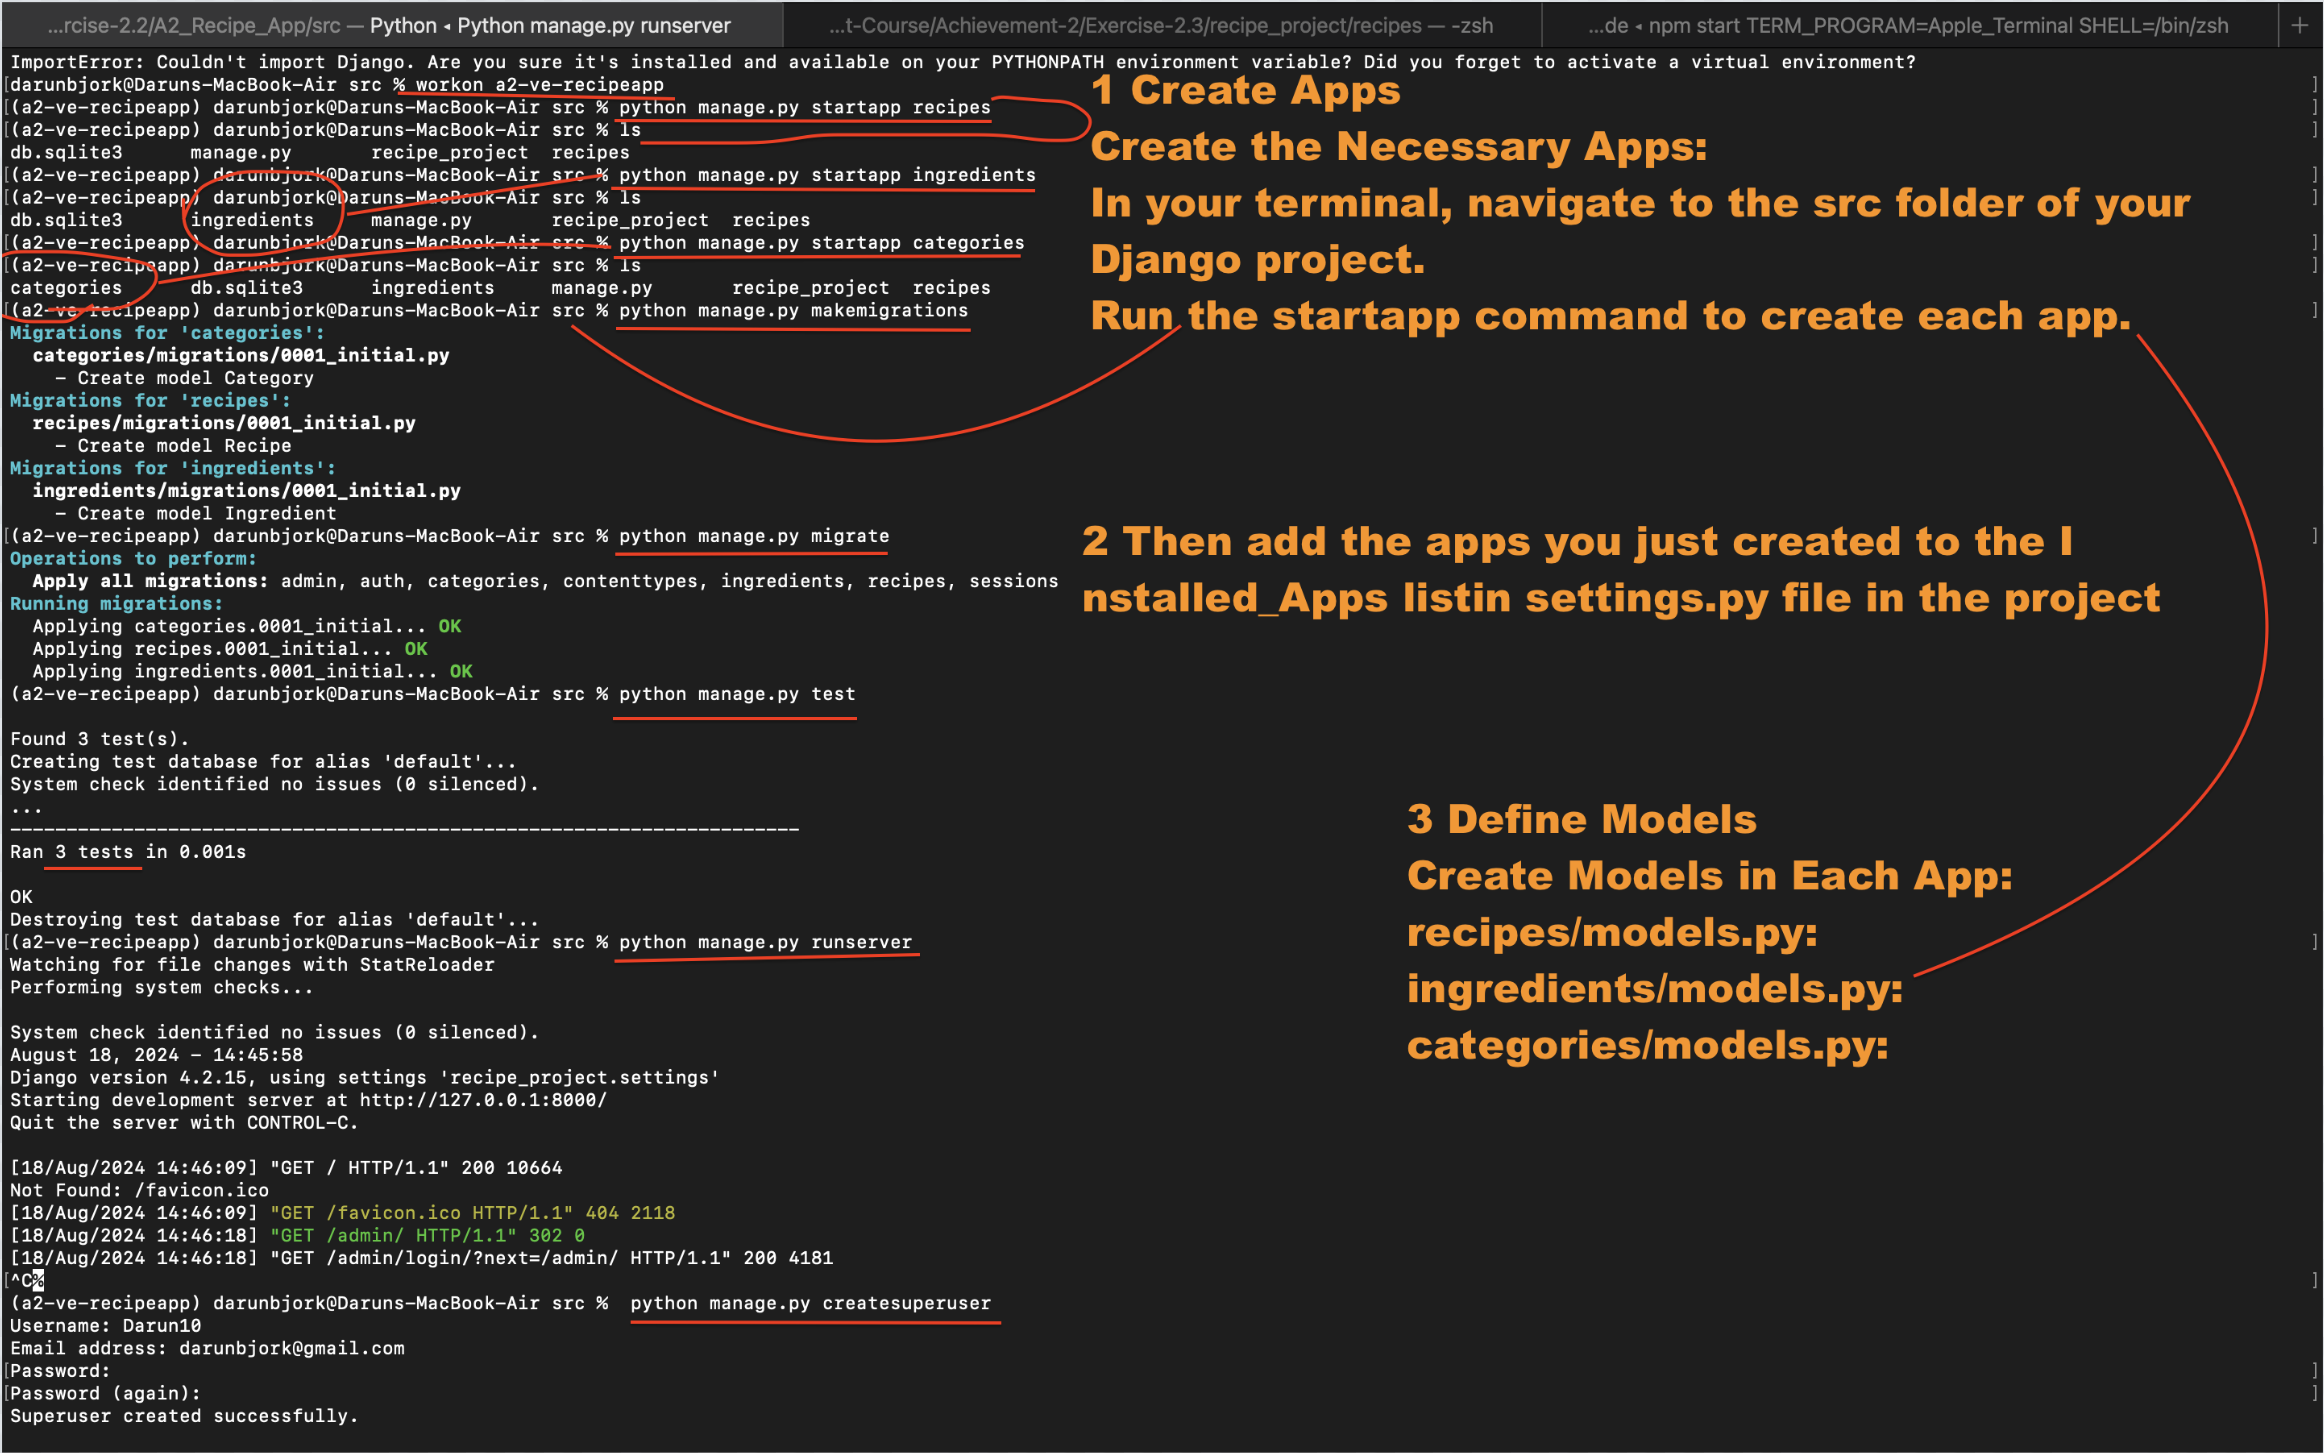 ...rcise-2.2/A2_Recipe_App/src — Python ◂ Python manage.py runserver
...t-Course/Achievement-2/Exercise-2.3/recipe_project/recipes — -zsh
...de ◂ npm start TERM_PROGRAM=Apple_Terminal SHELL=/bin/zsh
+
ImportError: Couldn't import Django. Are you sure it's installed and available on your PYTHONPATH environment variable? Did you forget to activate a virtual environment?
[darunbjork@Daruns-MacBook-Air src % workon a2-ve-recipeapp ]
[(a2-ve-recipeapp) darunbjork@Daruns-MacBook-Air src % python manage.py startapp recipes ]
[(a2-ve-recipeapp) darunbjork@Daruns-MacBook-Air src % ls ]
db.sqlite3 manage.py recipe_project recipes
[(a2-ve-recipeapp) darunbjork@Daruns-MacBook-Air src % python manage.py startapp ingredients ]
[(a2-ve-recipeapp) darunbjork@Daruns-MacBook-Air src % ls ]
db.sqlite3 ingredients manage.py recipe_project recipes
[(a2-ve-recipeapp) darunbjork@Daruns-MacBook-Air src % python manage.py startapp categories ]
[(a2-ve-recipeapp) darunbjork@Daruns-MacBook-Air src % ls ]
categories db.sqlite3 ingredients manage.py recipe_project recipes
[(a2-ve-recipeapp) darunbjork@Daruns-MacBook-Air src % python manage.py makemigrations ]
Migrations for 'categories':
categories/migrations/0001_initial.py
– Create model Category
Migrations for 'recipes':
recipes/migrations/0001_initial.py
– Create model Recipe
Migrations for 'ingredients':
ingredients/migrations/0001_initial.py
– Create model Ingredient
[(a2-ve-recipeapp) darunbjork@Daruns-MacBook-Air src % python manage.py migrate ]
Operations to perform:
Apply all migrations: admin, auth, categories, contenttypes, ingredients, recipes, sessions
Running migrations:
Applying categories.0001_initial... OK
Applying recipes.0001_initial... OK
Applying ingredients.0001_initial... OK
(a2-ve-recipeapp) darunbjork@Daruns-MacBook-Air src % python manage.py test
Found 3 test(s).
Creating test database for alias 'default'...
System check identified no issues (0 silenced).
...
----------------------------------------------------------------------
Ran 3 tests in 0.001s
OK
Destroying test database for alias 'default'...
[(a2-ve-recipeapp) darunbjork@Daruns-MacBook-Air src % python manage.py runserver ]
Watching for file changes with StatReloader
Performing system checks...
System check identified no issues (0 silenced).
August 18, 2024 – 14:45:58
Django version 4.2.15, using settings 'recipe_project.settings'
Starting development server at http://127.0.0.1:8000/
Quit the server with CONTROL-C.
[18/Aug/2024 14:46:09] "GET / HTTP/1.1" 200 10664
Not Found: /favicon.ico
[18/Aug/2024 14:46:09] "GET /favicon.ico HTTP/1.1" 404 2118
[18/Aug/2024 14:46:18] "GET /admin/ HTTP/1.1" 302 0
[18/Aug/2024 14:46:18] "GET /admin/login/?next=/admin/ HTTP/1.1" 200 4181
[^C% ]
(a2-ve-recipeapp) darunbjork@Daruns-MacBook-Air src %  python manage.py createsuperuser
Username: Darun10
Email address: darunbjork@gmail.com
[Password: ]
[Password (again): ]
Superuser created successfully.
1 Create Apps
Create the Necessary Apps:
In your terminal, navigate to the src folder of your
Django project.
Run the startapp command to create each app.
2 Then add the apps you just created to the I
nstalled_Apps listin settings.py file in the project
3 Define Models
Create Models in Each App:
recipes/models.py:
ingredients/models.py:
categories/models.py: